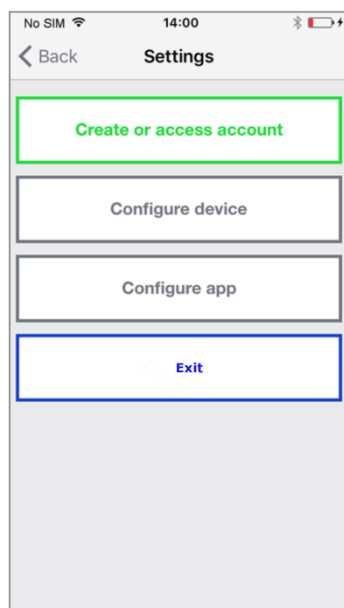 No SIM 14:00
Back Settings
Create or access account
Configure device
Configure app
Exit